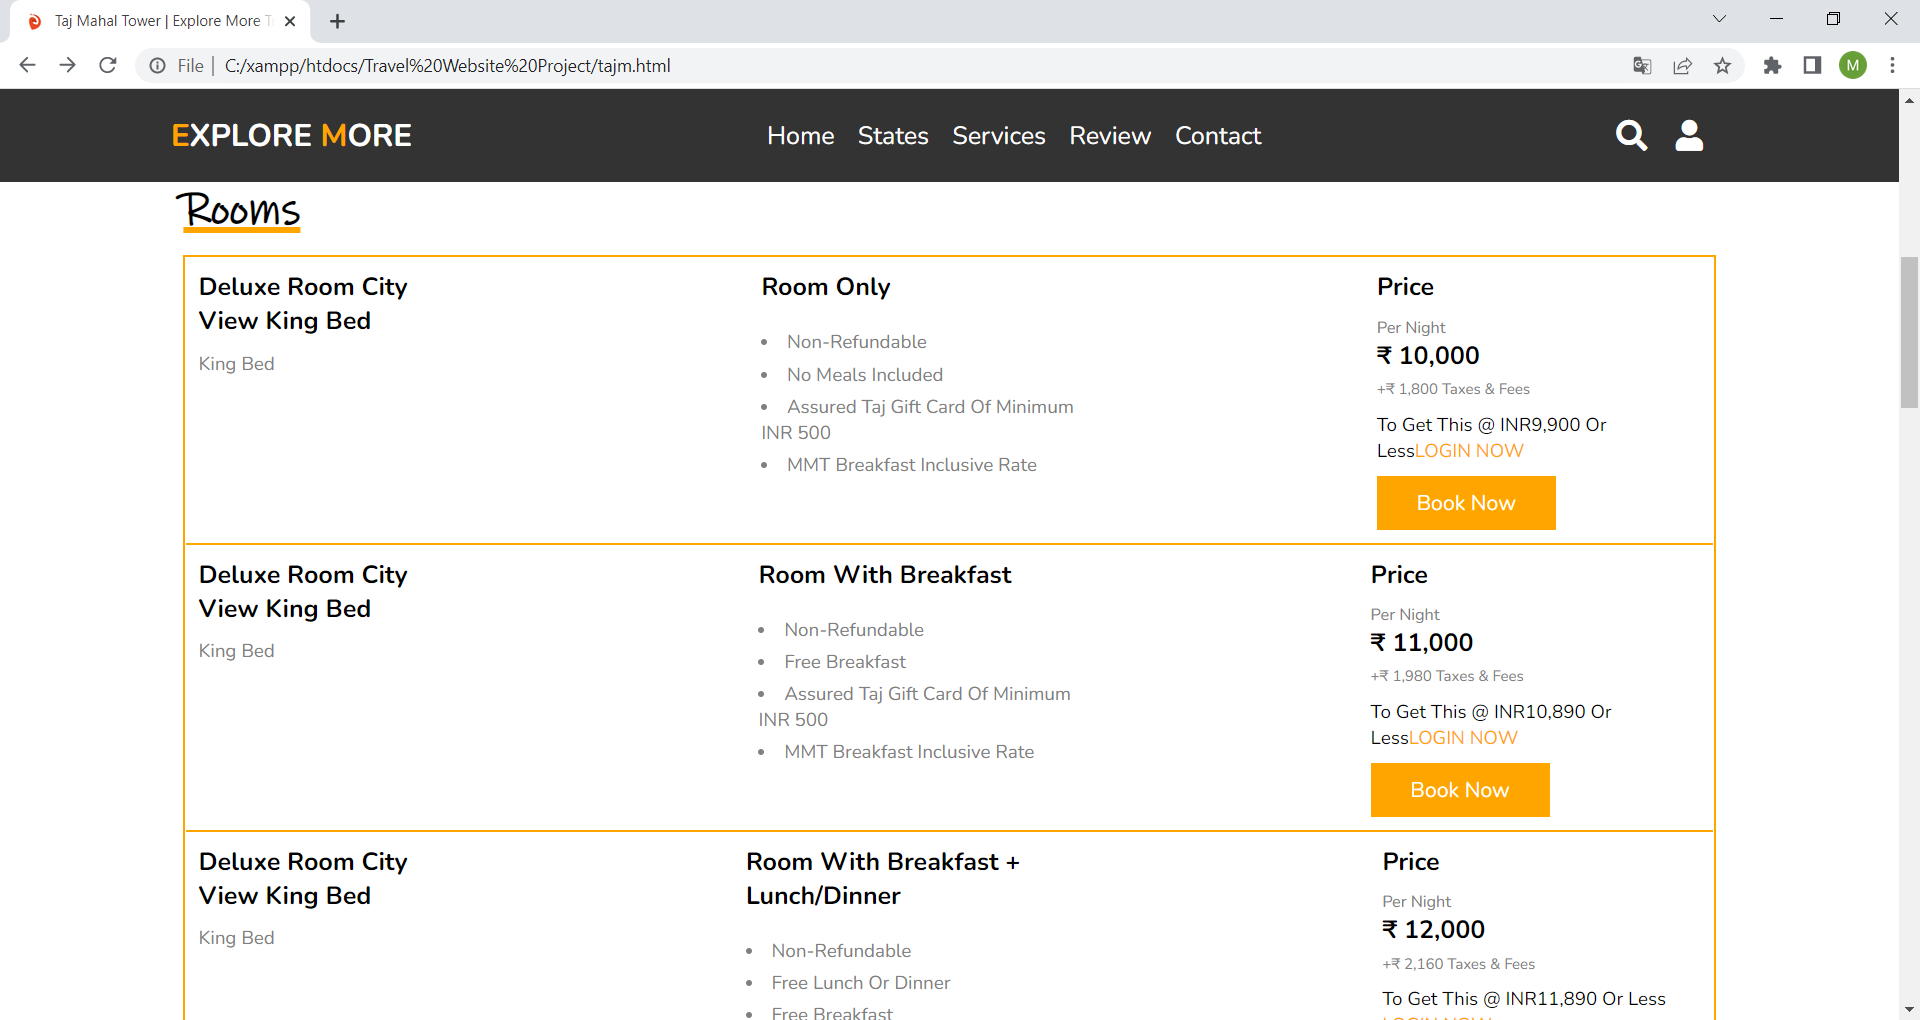 Taj Mahal Tower | Explore More T
File | C:/xampp/htdocs/Travel%20Website%20Project/tajm.html
M
EXPLORE MORE
Home States Services Review Contact
Rooms
Deluxe Room City
View King Bed
King Bed
Room Only
• Non-Refundable
• No Meals Included
• Assured Taj Gift Card Of Minimum
INR 500
• MMT Breakfast Inclusive Rate
Price
Per Night
₹ 10,000
+₹ 1,800 Taxes & Fees
To Get This @ INR9,900 Or
LessLOGIN NOW
Book Now
Deluxe Room City
View King Bed
King Bed
Room With Breakfast
• Non-Refundable
• Free Breakfast
• Assured Taj Gift Card Of Minimum
INR 500
• MMT Breakfast Inclusive Rate
Price
Per Night
₹ 11,000
+₹ 1,980 Taxes & Fees
To Get This @ INR10,890 Or
LessLOGIN NOW
Book Now
Deluxe Room City
View King Bed
King Bed
Room With Breakfast +
Lunch/Dinner
• Non-Refundable
• Free Lunch Or Dinner
• Free Breakfast
Price
Per Night
₹ 12,000
+₹ 2,160 Taxes & Fees
To Get This @ INR11,890 Or Less
LOGIN NOW